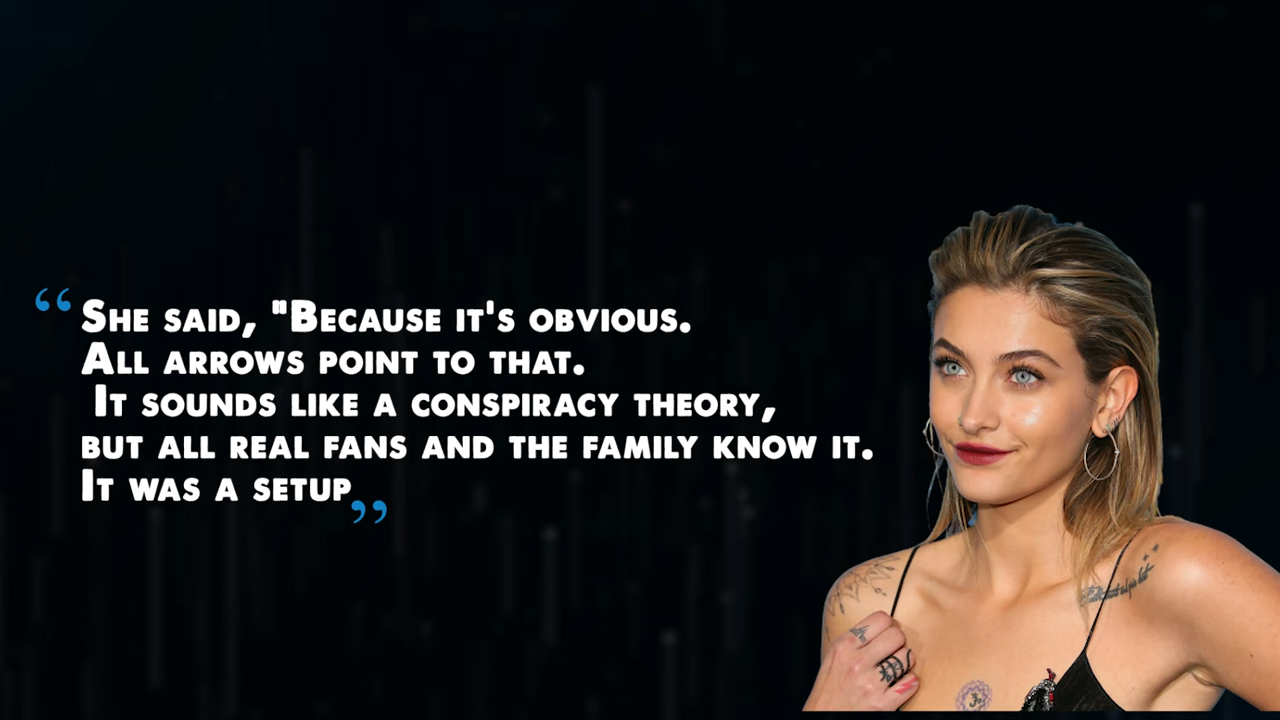 “She said, "Because it's obvious.
All arrows point to that.
It sounds like a conspiracy theory,
but all real fans and the family know it.
It was a setup”